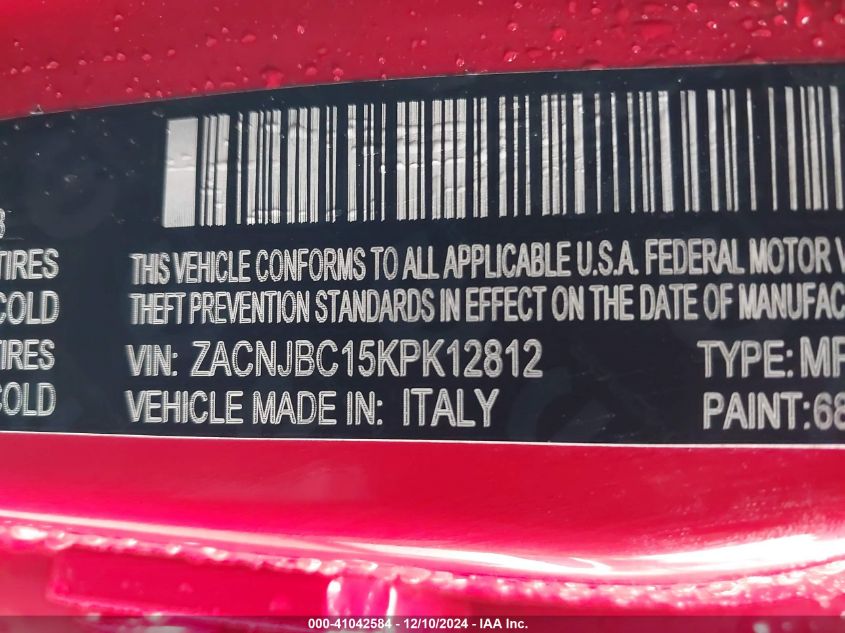 3
TIRES
COLD
TIRES
COLD
THIS VEHICLE CONFORMS TO ALL APPLICABLE U.S.A. FEDERAL MOTOR V
THEFT PREVENTION STANDARDS IN EFFECT ON THE DATE OF MANUFAC
VIN: ZACNJBC15KPK12812 TYPE: MP
VEHICLE MADE IN: ITALY PAINT: 68
000-41042584 / 12/10/2024 - IAA Inc.